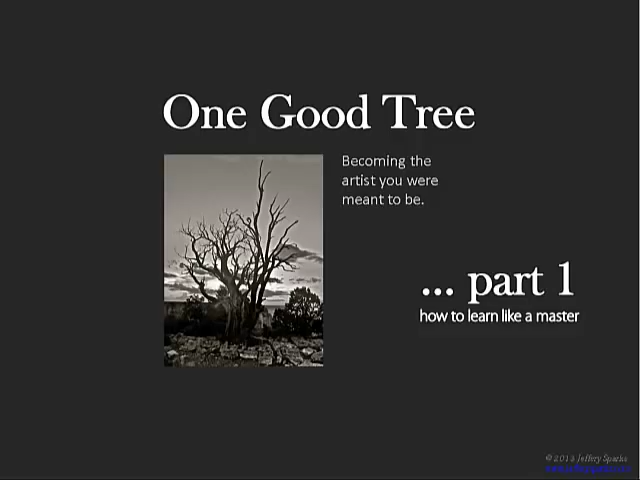 One Good Tree
Becoming the
artist you were
meant to be.
... part 1
how to learn like a master
© 2013 Jeffery Sparks